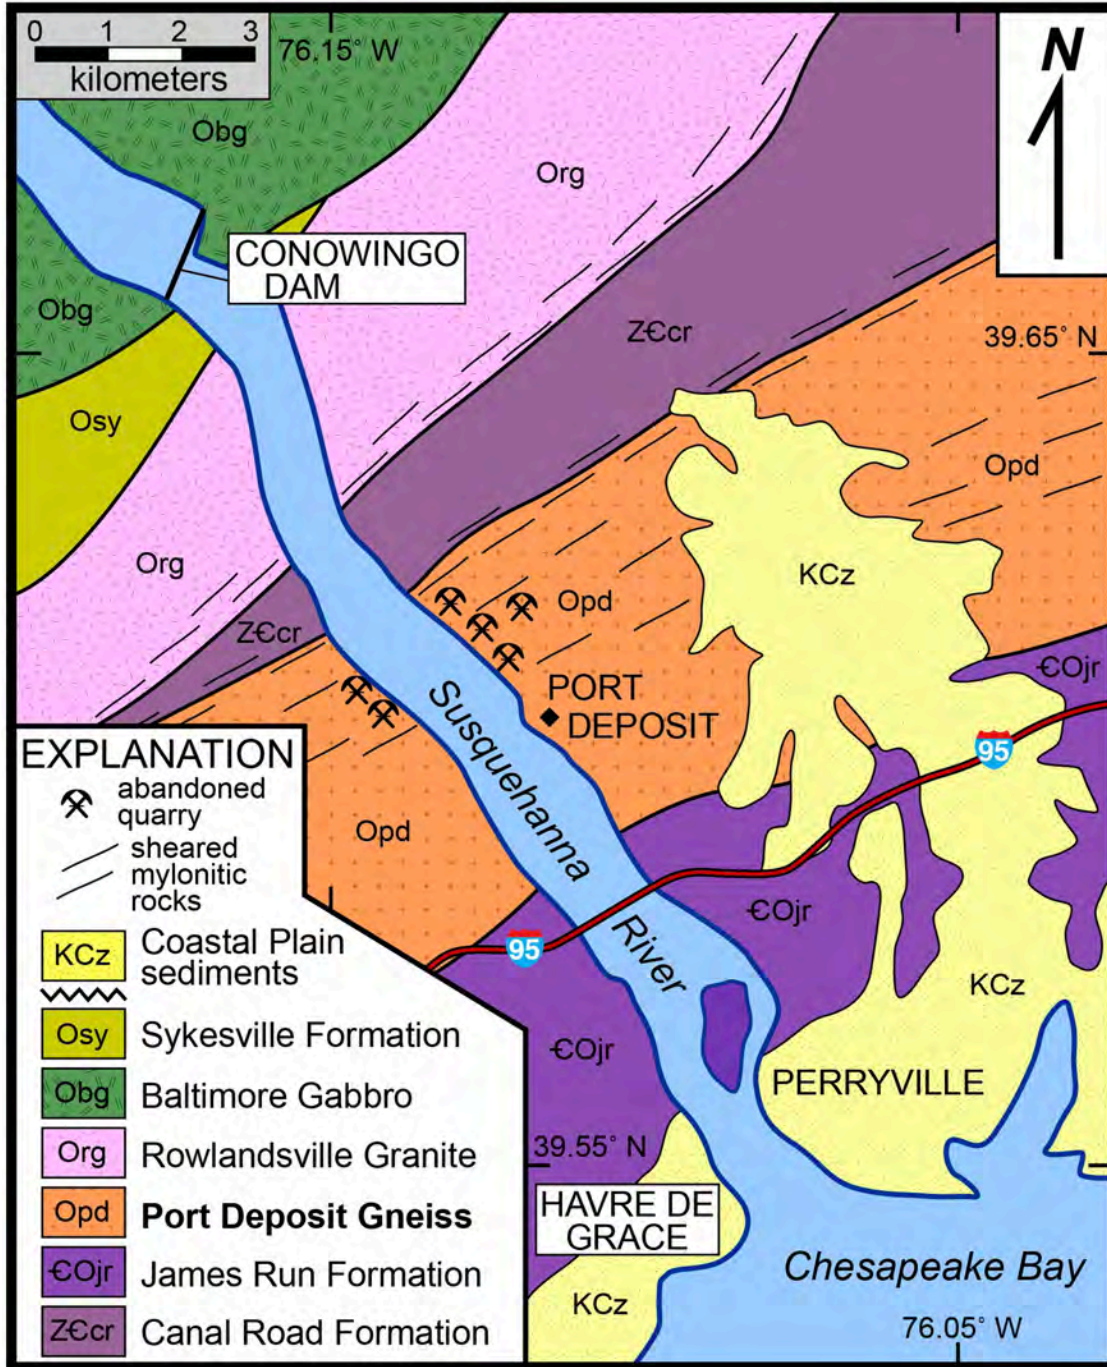 0 1 2 3
kilometers
76.15° W
N
Obg
Org
CONOWINGO
DAM
Obg
ZЄcr
39.65° N
Osy
Opd
Org
KCz
Opd
ZЄcr
ЄOjr
PORT
DEPOSIT
Susquehanna
River
95
Opd
ЄOjr
95
KCz
ЄOjr
PERRYVILLE
39.55° N
HAVRE DE
GRACE
Chesapeake Bay
KCz
76.05° W
EXPLANATION
abandoned
quarry
sheared
mylonitic
rocks
KCz Coastal Plain
sediments
Osy Sykesville Formation
Obg Baltimore Gabbro
Org Rowlandsville Granite
Opd Port Deposit Gneiss
ЄOjr James Run Formation
ZЄcr Canal Road Formation